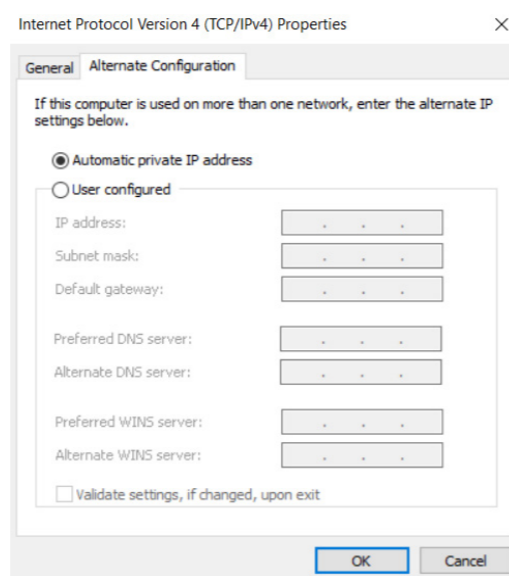 Internet Protocol Version 4 (TCP/IPv4) Properties
General
Alternate Configuration
If this computer is used on more than one network, enter the alternate IP
settings below.
Automatic private IP address
User configured
IP address:
Subnet mask:
Default gateway:
Preferred DNS server:
Alternate DNS server:
Preferred WINS server:
Alternate WINS server:
Validate settings, if changed, upon exit
OK
Cancel